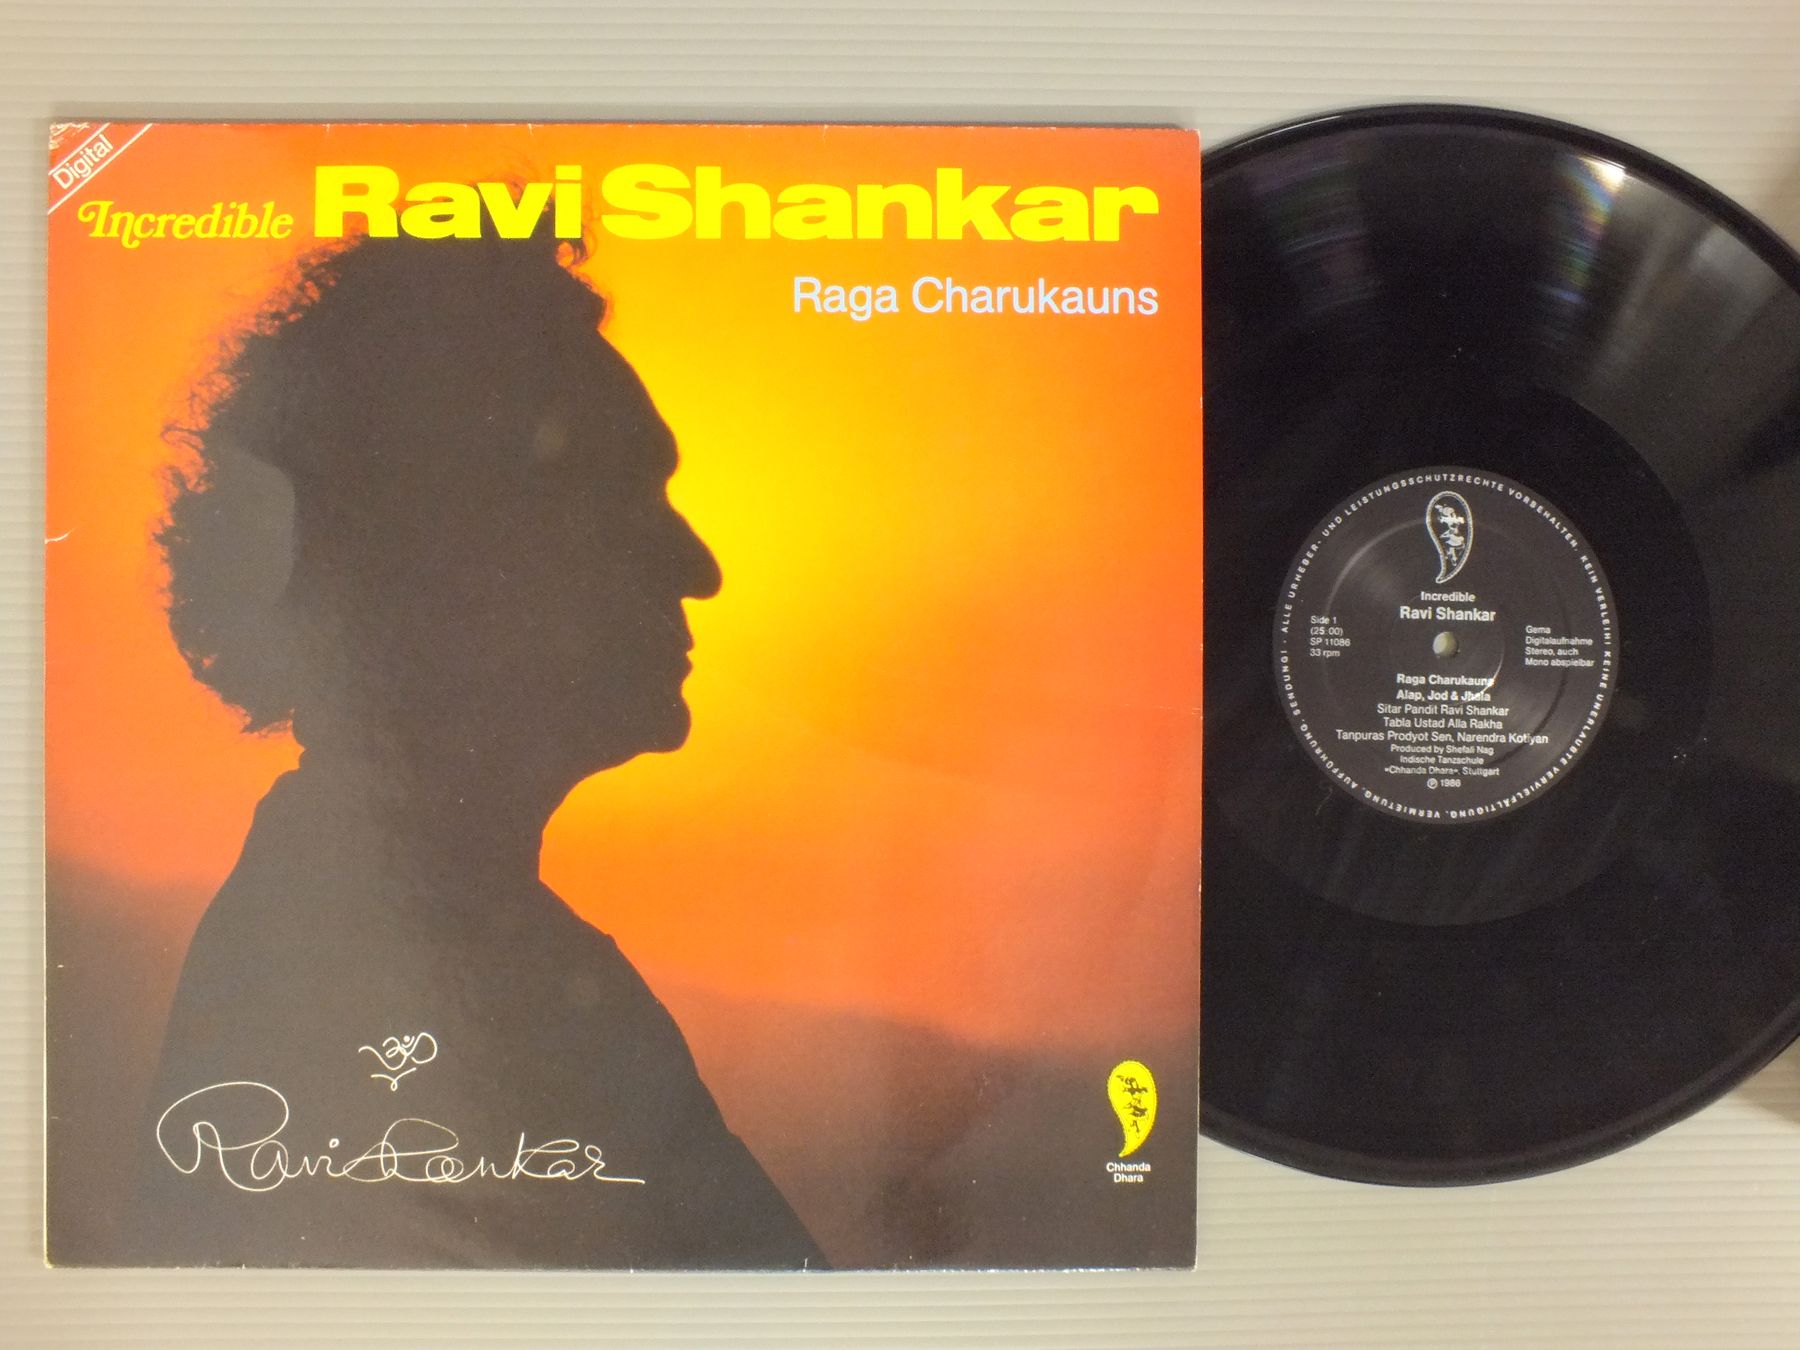 Digital
Incredible Ravi Shankar
Raga Charukauns
ॐ
Ravi Shankar
Chhanda
Dhara
· ALLE URHEBER- UND LEISTUNGSSCHUTZRECHTE VORBEHALTEN. KEIN VERLEIH! KEINE UNERLAUBTE VERVIELFÄLTIGUNG, VERMIETUNG, AUFFÜHRUNG, SENDUNG!
Incredible
Ravi Shankar
Side 1
(25:00)
SP 11086
33 rpm
Gema
Digitalaufnahme
Stereo, auch
Mono abspielbar
Raga Charukauns
Alap, Jod & Jhala
Sitar Pandit Ravi Shankar
Tabla Ustad Alla Rakha
Tanpuras Prodyot Sen, Narendra Kotiyan
Produced by Shefali Nag
Indische Tanzschule
»Chhanda Dhara«, Stuttgart
℗ 1986